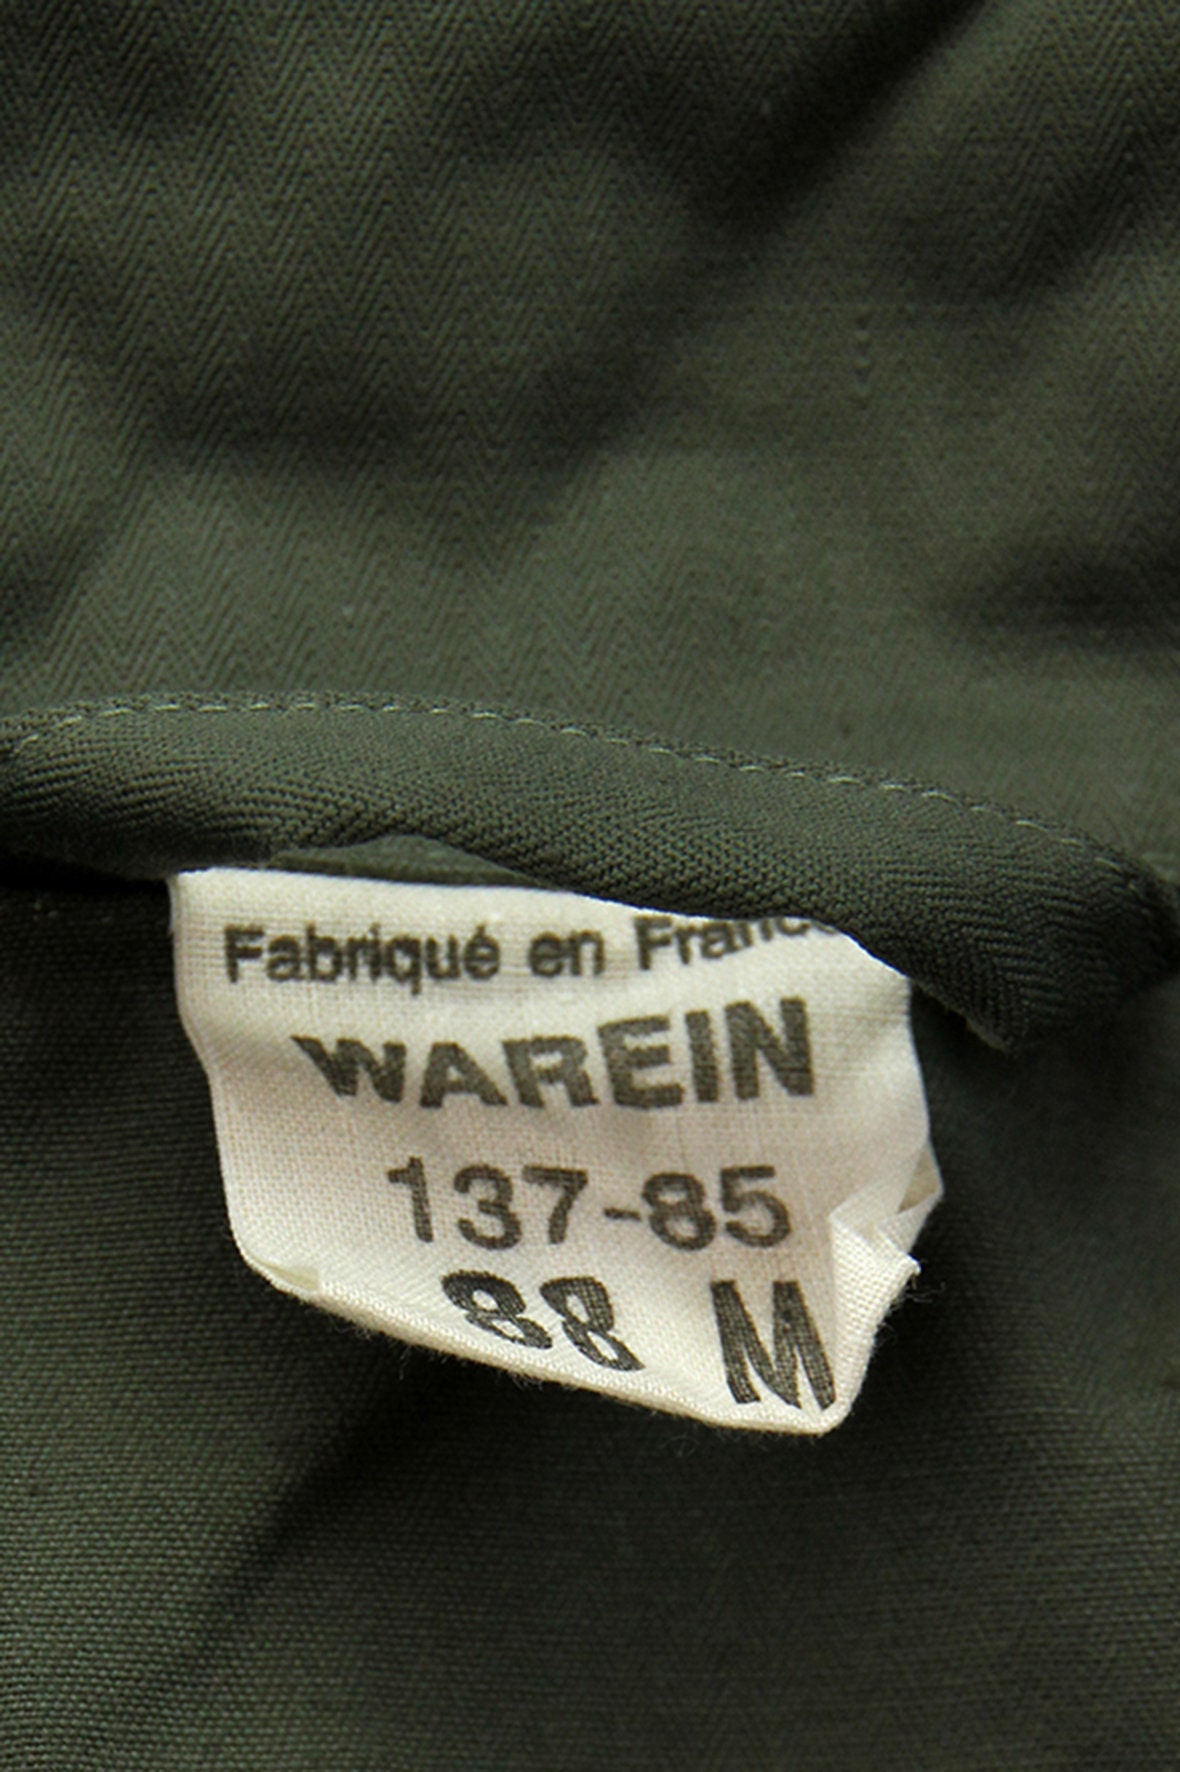 Fabriqué en France
WAREIN
137-85
88 M